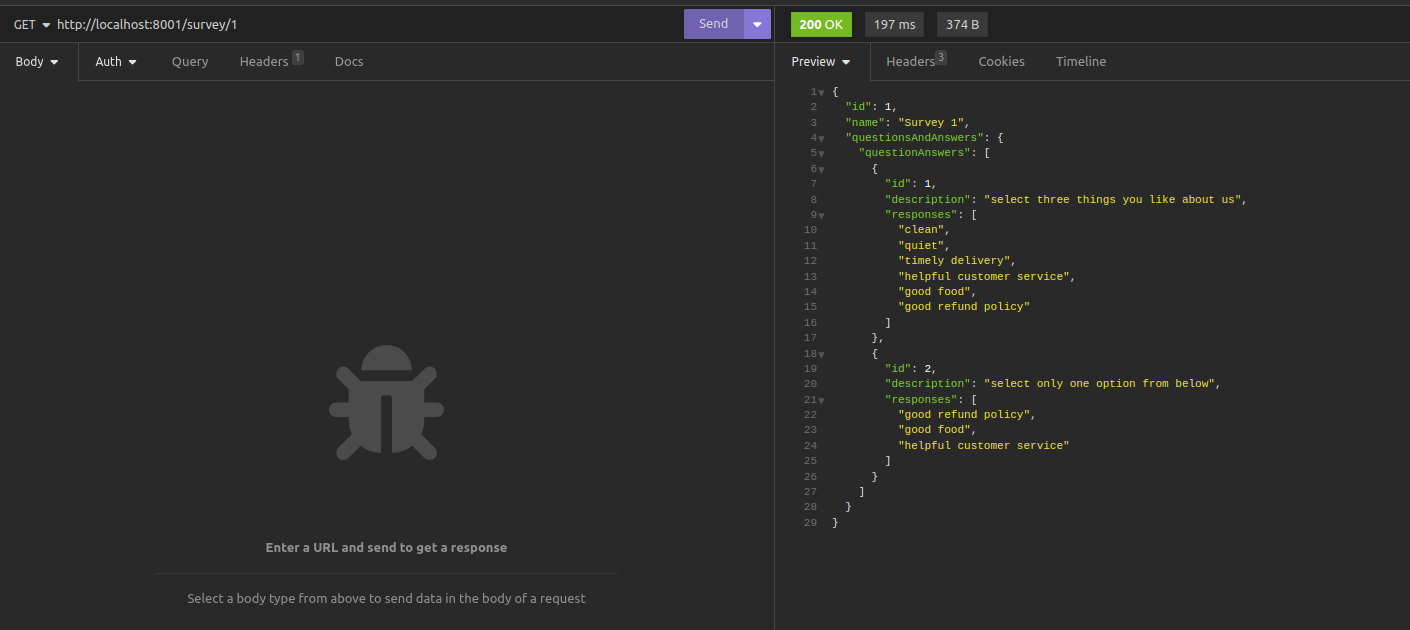 GET http://localhost:8001/survey/1 Send
200 OK 197 ms 374 B
Body Auth Query Headers 1 Docs
Preview Headers 3 Cookies Timeline
Enter a URL and send to get a response
Select a body type from above to send data in the body of a request
1 {
2 "id": 1,
3 "name": "Survey 1",
4 "questionsAndAnswers": {
5 "questionAnswers": [
6 {
7 "id": 1,
8 "description": "select three things you like about us",
9 "responses": [
10 "clean",
11 "quiet",
12 "timely delivery",
13 "helpful customer service",
14 "good food",
15 "good refund policy"
16 ]
17 },
18 {
19 "id": 2,
20 "description": "select only one option from below",
21 "responses": [
22 "good refund policy",
23 "good food",
24 "helpful customer service"
25 ]
26 }
27 ]
28 }
29 }